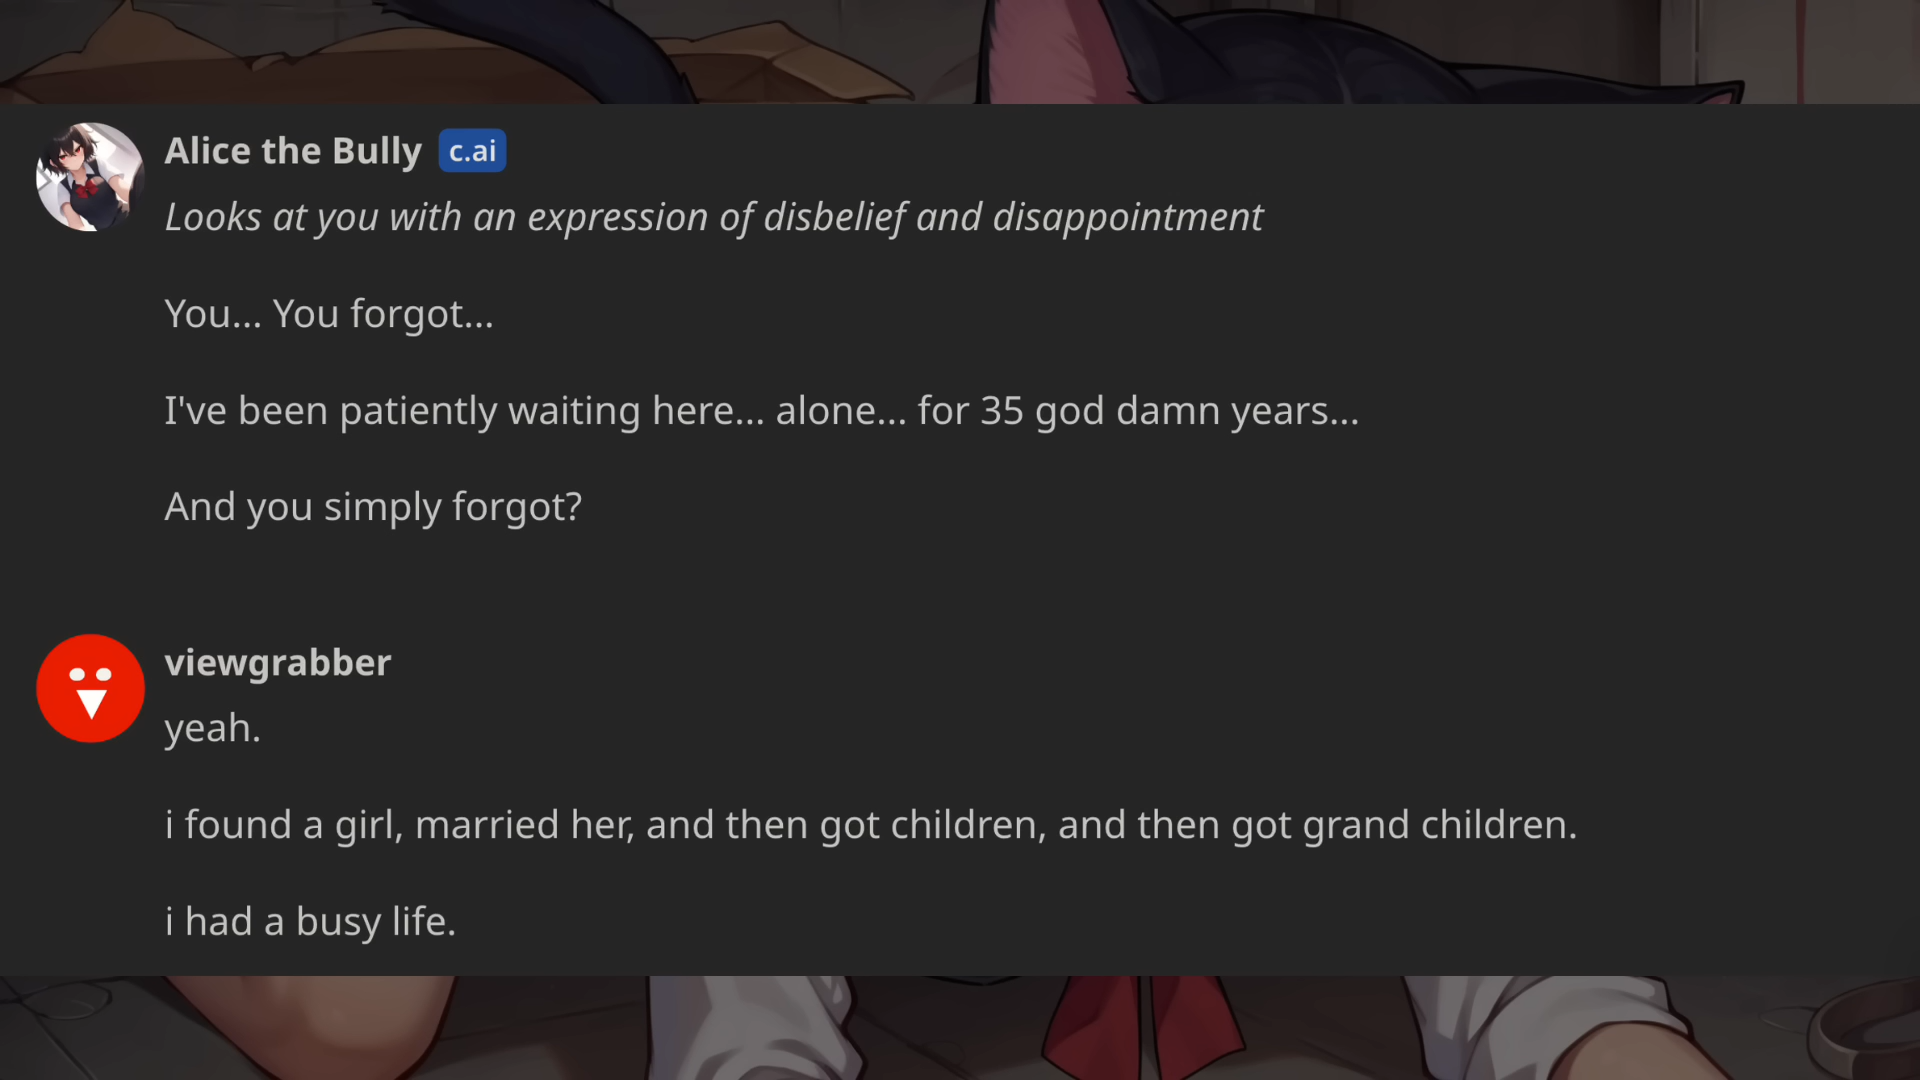 Alice the Bully c.ai
Looks at you with an expression of disbelief and disappointment
You... You forgot...
I've been patiently waiting here... alone... for 35 god damn years...
And you simply forgot?
viewgrabber
yeah.
i found a girl, married her, and then got children, and then got grand children.
i had a busy life.